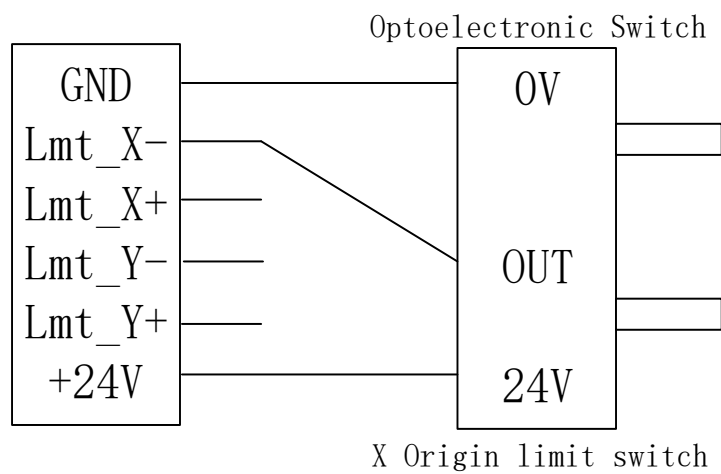 Optoelectronic Switch
GND
Lmt_X-
Lmt_X+
Lmt_Y-
Lmt_Y+
+24V
0V
OUT
24V
X Origin limit switch